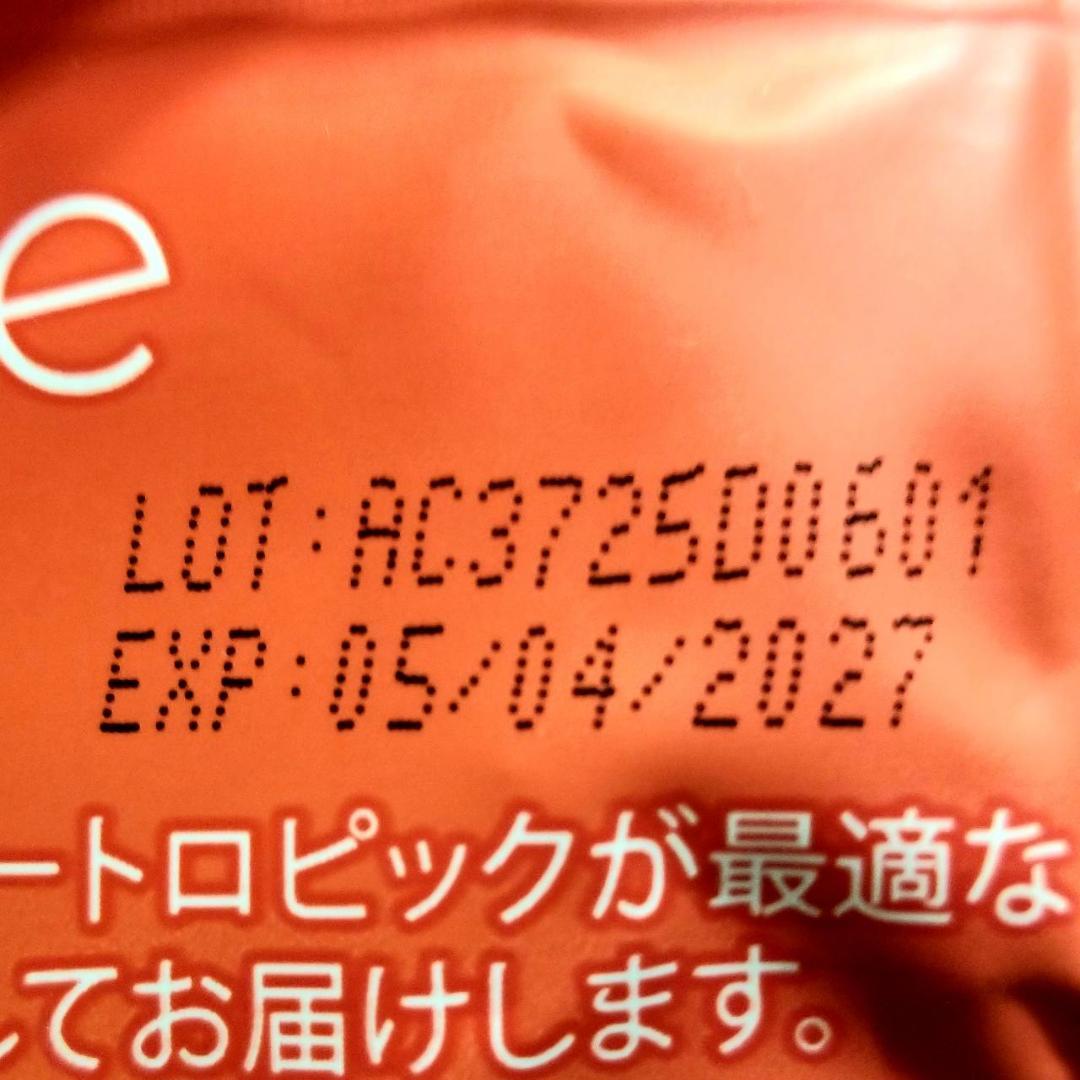 e
LOT:AC3725D0601
EXP:05/04/2027
ートロピックが最適な
してお届けします。